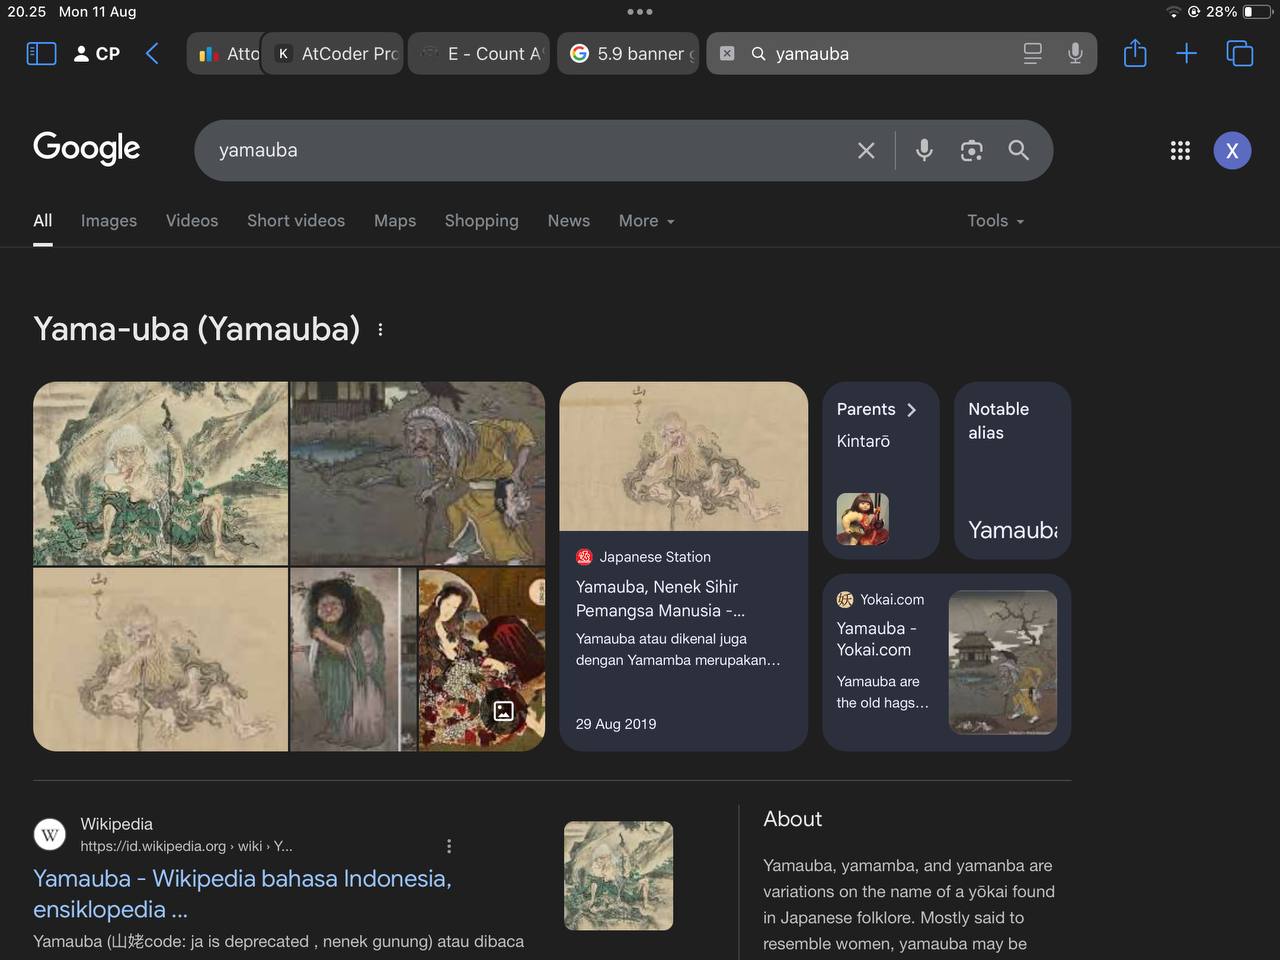 20.25 Mon 11 Aug
28%
CP
Atto
AtCoder Prc
E - Count A
5.9 banner g
yamauba
Google
yamauba
X
All
Images
Videos
Short videos
Maps
Shopping
News
More
Tools
Yama-uba (Yamauba)
Japanese Station
Yamauba, Nenek Sihir
Pemangsa Manusia -...
Yamauba atau dikenal juga
dengan Yamamba merupakan...
29 Aug 2019
Parents
Kintarō
Notable
alias
Yamauba
Yokai.com
Yamauba -
Yokai.com
Yamauba are
the old hags...
W
Wikipedia
https://id.wikipedia.org › wiki › Y...
Yamauba - Wikipedia bahasa Indonesia,
ensiklopedia ...
Yamauba (山姥code: ja is deprecated , nenek gunung) atau dibaca
About
Yamauba, yamamba, and yamanba are
variations on the name of a yōkai found
in Japanese folklore. Mostly said to
resemble women, yamauba may be